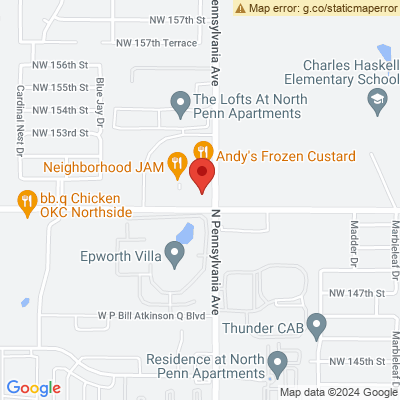 Map error: g.co/staticmaperror
NW 157th St
NW 157th Terrace
N Pennsylvania Ave
Charles Haskell
Elementary School
NW 156th St
NW 155th St
Blue Jay Dr
Cardinal Nest Dr
NW 154th St
NW 153rd St
The Lofts At North
Penn Apartments
Andy's Frozen Custard
Neighborhood JAM
bb.q Chicken
OKC Northside
N Pennsylvania Ave
Epworth Villa
Madder Dr
Marbleleaf Dr
NW 147th St
W P Bill Atkinson Q Blvd
Thunder CAB
Marbleleaf D
Residence at North
Penn Apartments
NW 145th St
Google
Map data ©2024 Google